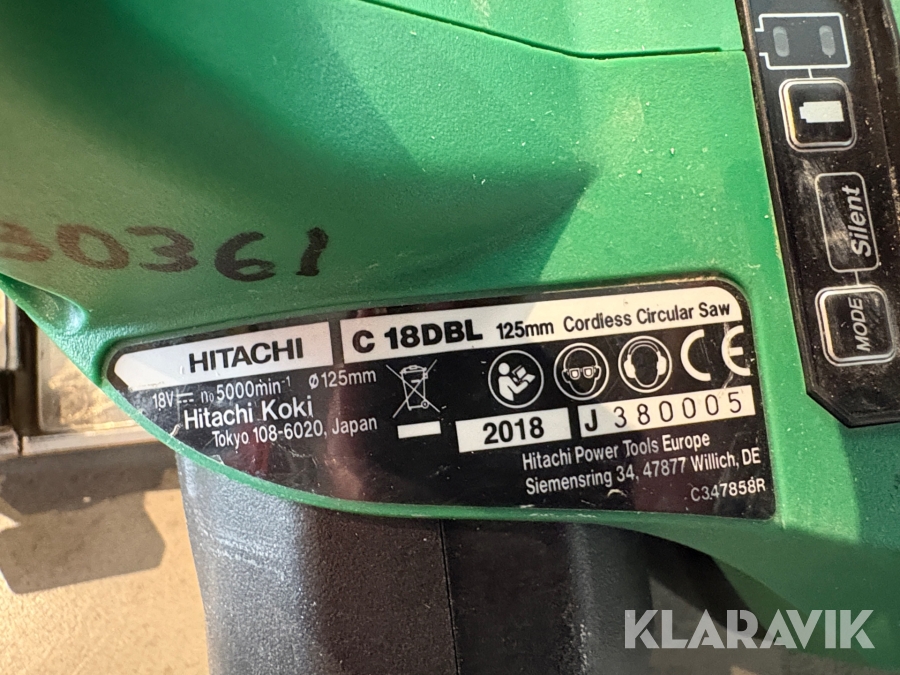 Silent
MODE
30361
HITACHI
C 18DBL 125mm Cordless Circular Saw
18V n₀ 5000min⁻¹ Ø125mm
Hitachi Koki
Tokyo 108-6020, Japan
CE
2018
J 380005
Hitachi Power Tools Europe
Siemensring 34, 47877 Willich, DE
C347858R
KLARAVIK